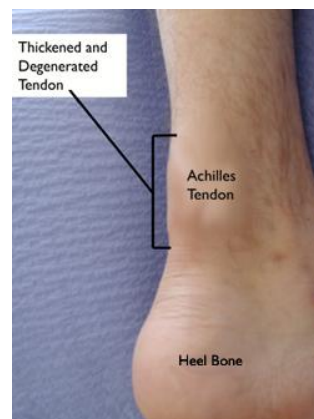 Thickened and
Degenerated
Tendon
Achilles
Tendon
Heel Bone